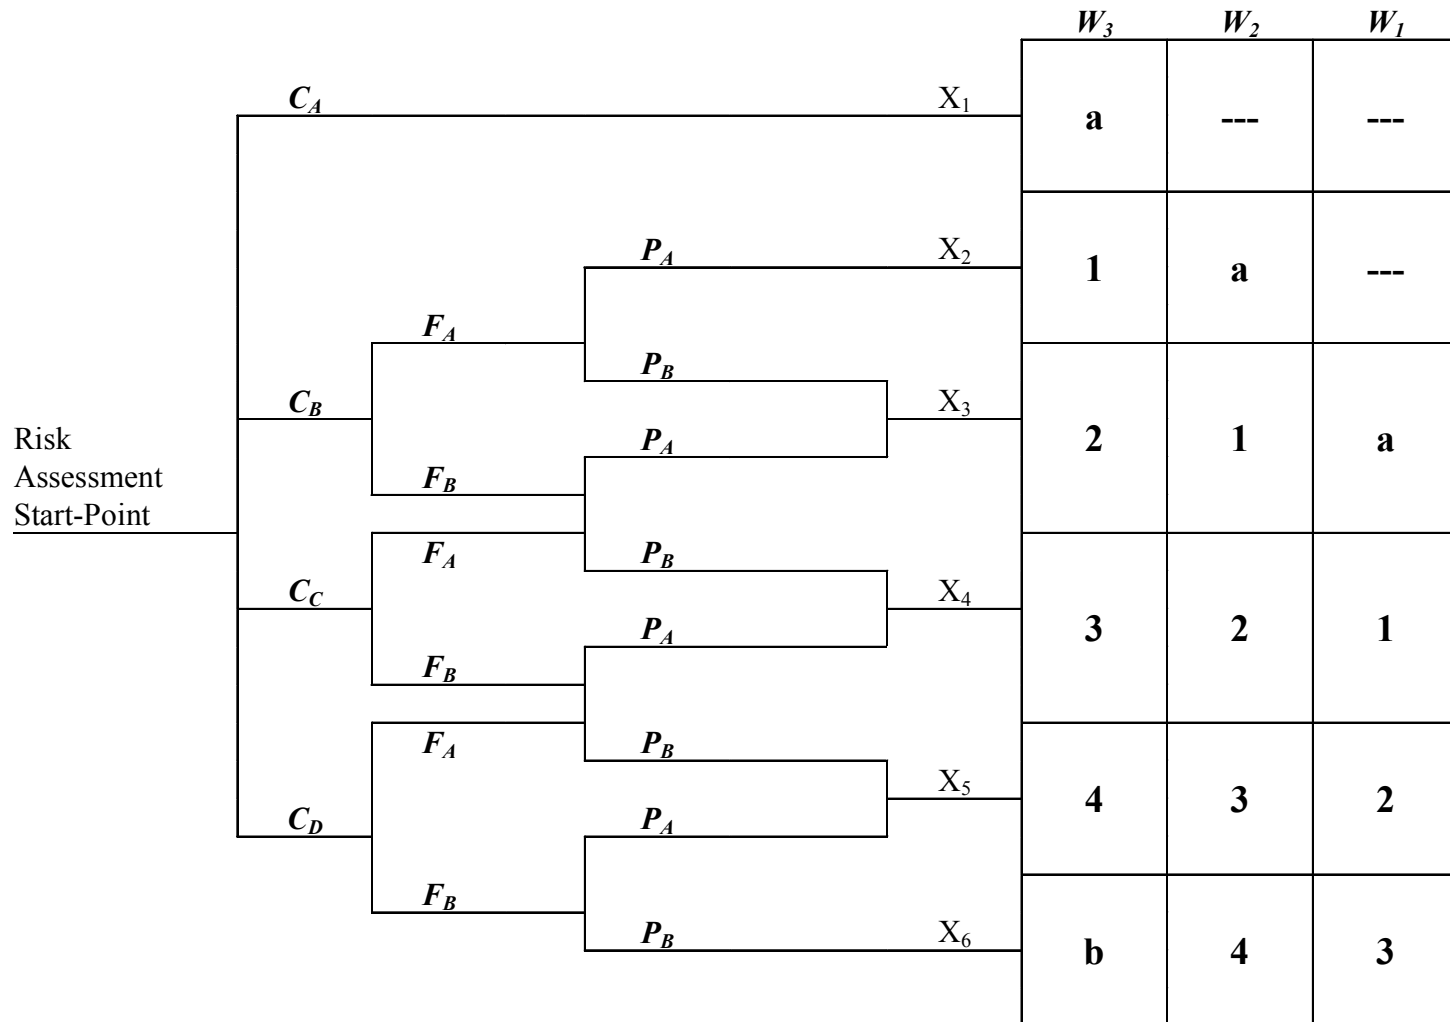 W3 W2 W1
CA X1 a --- ---
PA X2 1 a ---
FA
PB
CB X3 2 1 a
Risk
PA
Assessment
FB
Start-Point
FA PB
CC X4 3 2 1
PA
FB
FA PB
X5 4 3 2
CD PA
FB
PB X6 b 4 3